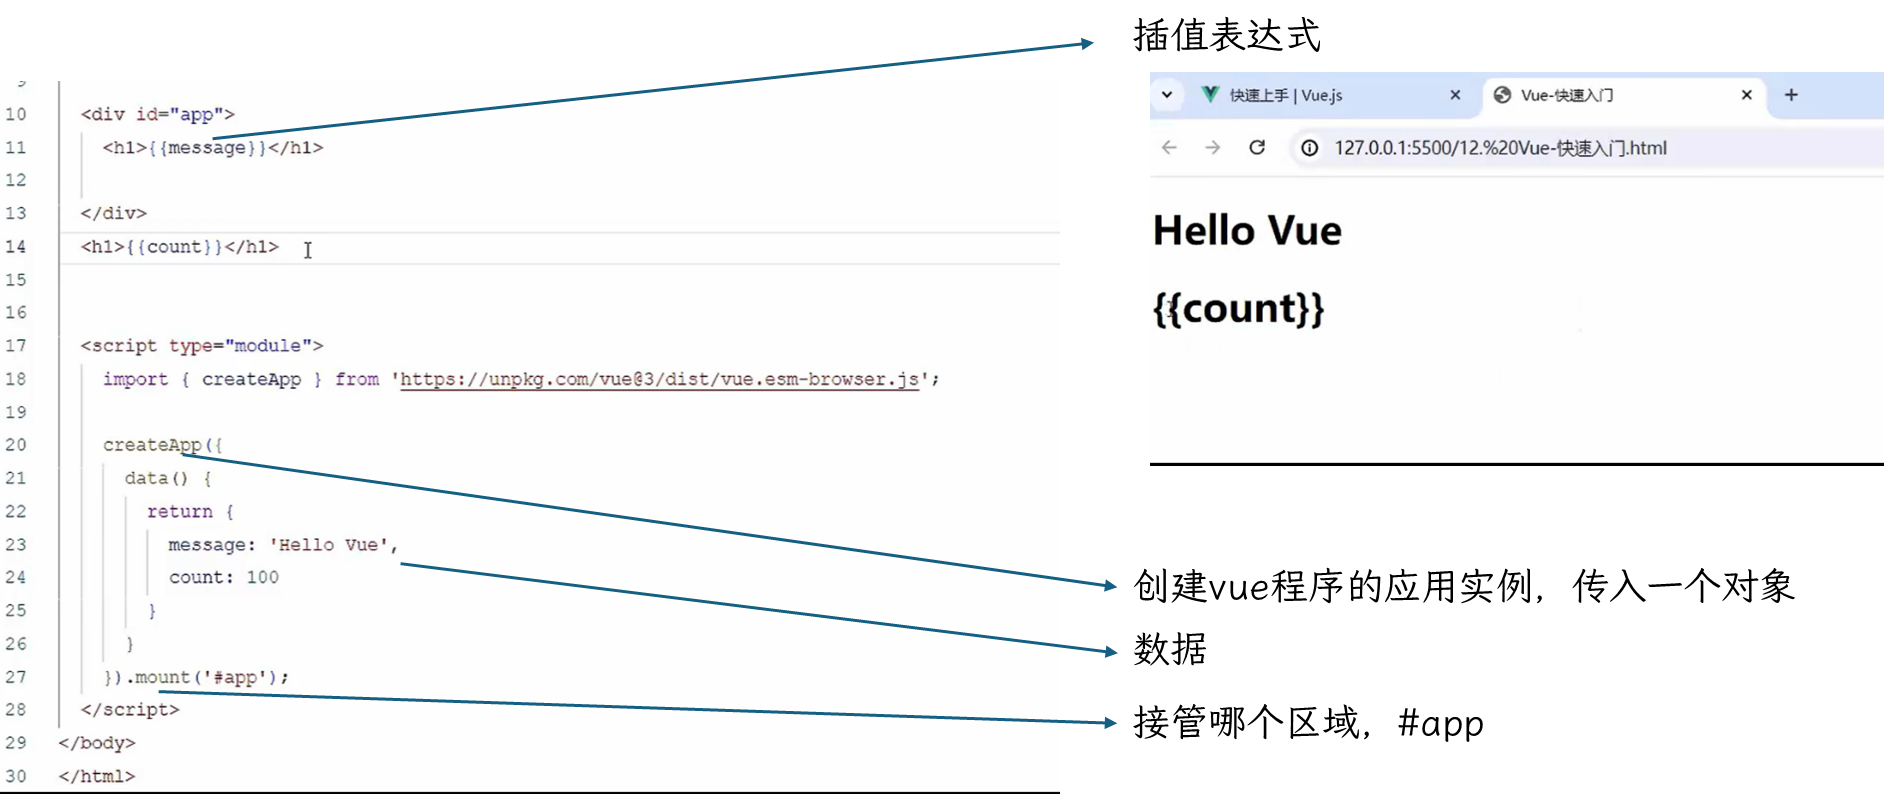 插值表达式
10 <div id="app">
11 <h1>{{message}}</h1>
12
13 </div>
14 <h1>{{count}}</h1>
15
16
17 <script type="module">
18 import { createApp } from 'https://unpkg.com/vue@3/dist/vue.esm-browser.js';
19
20 createApp({
21 data() {
22 return {
23 message: 'Hello Vue',
24 count: 100
25 }
26 }
27 }).mount('#app');
28 </script>
29 </body>
30 </html>
快速上手 | Vue.js
Vue-快速入门
127.0.0.1:5500/12.%20Vue-快速入门.html
Hello Vue
{{count}}
创建vue程序的应用实例，传入一个对象
数据
接管哪个区域，#app